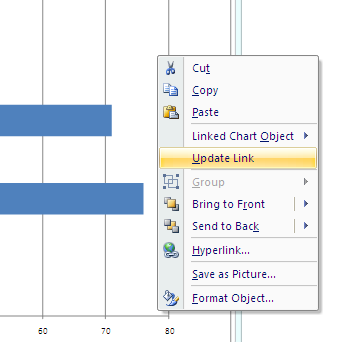 Cut
Copy
Paste
Linked Chart Object
Update Link
Group
Bring to Front
Send to Back
Hyperlink...
Save as Picture...
Format Object...
60 70 80